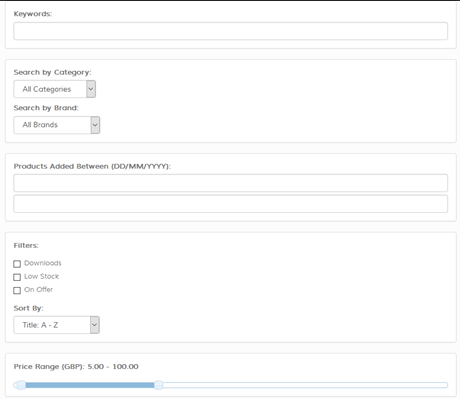 Keywords:
Search by Category:
All Categories
Search by Brand:
All Brands
Products Added Between (DD/MM/YYYY):
Filters:
Downloads
Low Stock
On Offer
Sort By:
Title: A - Z
Price Range (GBP): 5.00 - 100.00